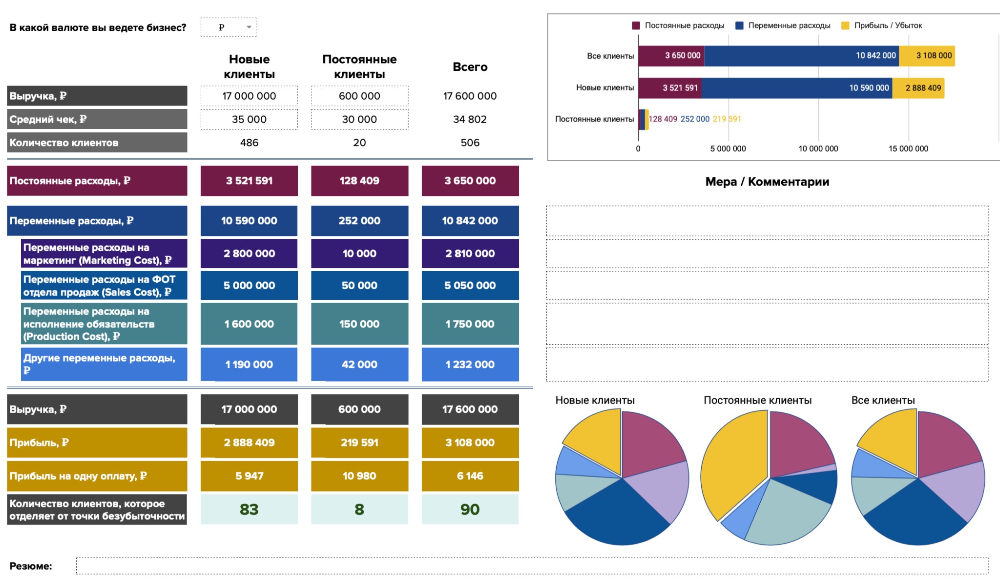 В какой валюте вы ведете бизнес?
₽
Новые
клиенты
Постоянные
клиенты
Всего
Выручка, ₽
17 000 000
600 000
17 600 000
Средний чек, ₽
35 000
30 000
34 802
Количество клиентов
486
20
506
Постоянные расходы
Переменные расходы
Прибыль / Убыток
Все клиенты
3 650 000
10 842 000
3 108 000
Новые клиенты
3 521 591
10 590 000
2 888 409
Постоянные клиенты
128 409
252 000
219 591
0
5 000 000
10 000 000
15 000 000
Постоянные расходы, ₽
3 521 591
128 409
3 650 000
Мера / Комментарии
Переменные расходы, ₽
10 590 000
252 000
10 842 000
Переменные расходы на
маркетинг (Marketing Cost), ₽
2 800 000
10 000
2 810 000
Переменные расходы на ФОТ
отдела продаж (Sales Cost), ₽
5 000 000
50 000
5 050 000
Переменные расходы на
исполнение обязательств
(Production Cost), ₽
1 600 000
150 000
1 750 000
Другие переменные расходы,
₽
1 190 000
42 000
1 232 000
Выручка, ₽
17 000 000
600 000
17 600 000
Прибыль, ₽
2 888 409
219 591
3 108 000
Прибыль на одну оплату, ₽
5 947
10 980
6 146
Количество клиентов, которое
отделяет от точки безубыточности
83
8
90
Новые клиенты
Постоянные клиенты
Все клиенты
Резюме: